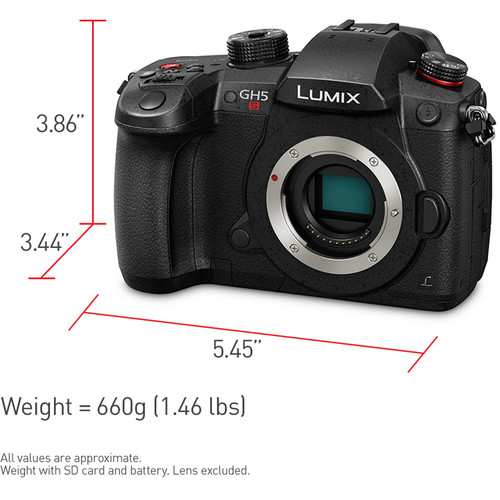 LUMIX
GH5
S
3.86”
3.44”
5.45”
L
Weight = 660g (1.46 lbs)
All values are approximate.
Weight with SD card and battery. Lens excluded.